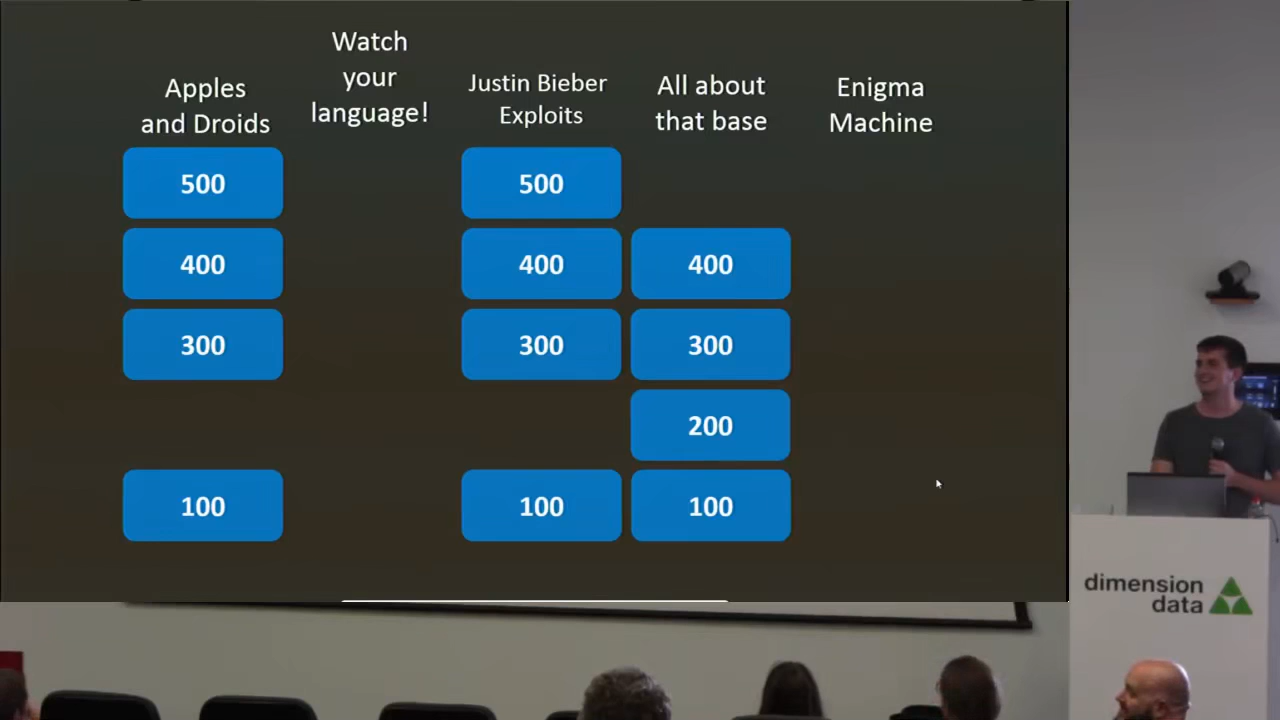 Apples
and Droids
Watch
your
language!
Justin Bieber
Exploits
All about
that base
Enigma
Machine
500
500
400
400
400
300
300
300
200
100
100
100
dimension
data